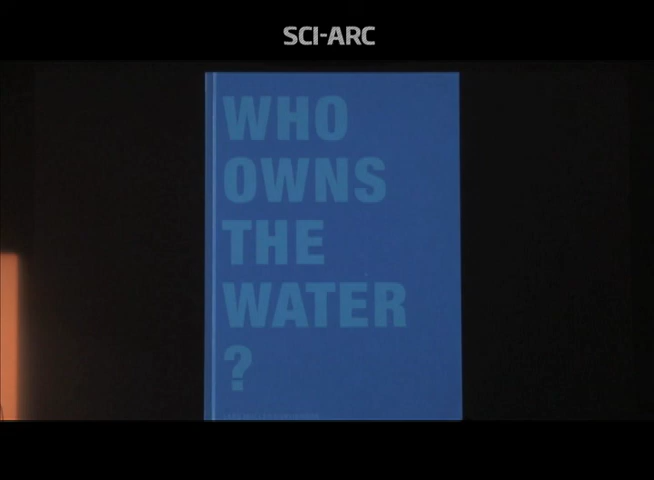 SCI-ARC
WHO
OWNS
THE
WATER
?